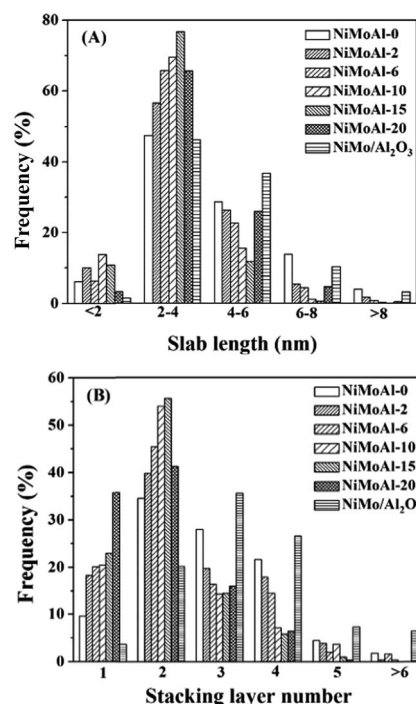 (A)
NiMoAl-0
NiMoAl-2
NiMoAl-6
NiMoAl-10
NiMoAl-15
NiMoAl-20
NiMo/Al₂O₃
80
60
40
20
0
Frequency (%)
<2 2-4 4-6 6-8 >8
Slab length (nm)
(B)
NiMoAl-0
NiMoAl-2
NiMoAl-6
NiMoAl-10
NiMoAl-15
NiMoAl-20
NiMo/Al₂O
60
50
40
30
20
10
0
Frequency (%)
1 2 3 4 5 >6
Stacking layer number